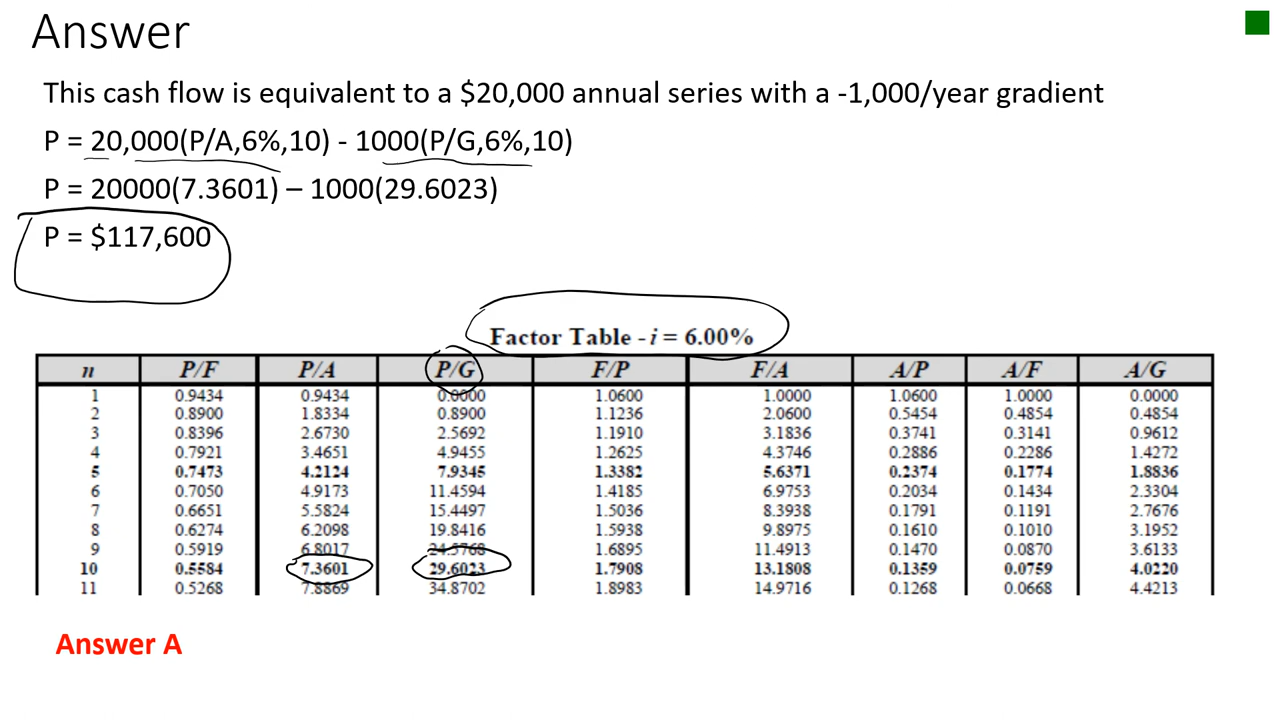 Answer
This cash flow is equivalent to a $20,000 annual series with a -1,000/year gradient
P = 20,000(P/A,6%,10) - 1000(P/G,6%,10)
P = 20000(7.3601) – 1000(29.6023)
P = $117,600
Factor Table - i = 6.00%
n P/F P/A P/G F/P F/A A/P A/F A/G
1 0.9434 0.9434 0.0000 1.0600 1.0000 1.0600 1.0000 0.0000
2 0.8900 1.8334 0.8900 1.1236 2.0600 0.5454 0.4854 0.4854
3 0.8396 2.6730 2.5692 1.1910 3.1836 0.3741 0.3141 0.9612
4 0.7921 3.4651 4.9455 1.2625 4.3746 0.2886 0.2286 1.4272
5 0.7473 4.2124 7.9345 1.3382 5.6371 0.2374 0.1774 1.8836
6 0.7050 4.9173 11.4594 1.4185 6.9753 0.2034 0.1434 2.3304
7 0.6651 5.5824 15.4497 1.5036 8.3938 0.1791 0.1191 2.7676
8 0.6274 6.2098 19.8416 1.5938 9.8975 0.1610 0.1010 3.1952
9 0.5919 6.8017 24.5768 1.6895 11.4913 0.1470 0.0870 3.6133
10 0.5584 7.3601 29.6023 1.7908 13.1808 0.1359 0.0759 4.0220
11 0.5268 7.8869 34.8702 1.8983 14.9716 0.1268 0.0668 4.4213
Answer A